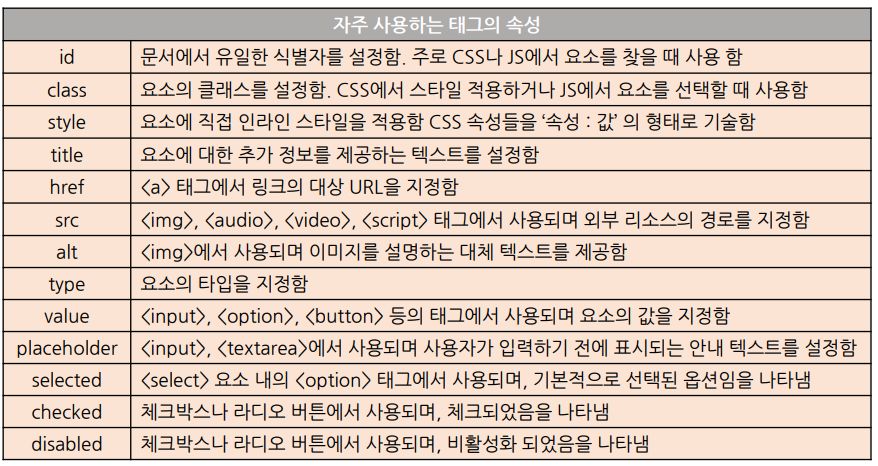 자주 사용하는 태그의 속성
id 문서에서 유일한 식별자를 설정함. 주로 CSS나 JS에서 요소를 찾을 때 사용 함
class 요소의 클래스를 설정함. CSS에서 스타일 적용하거나 JS에서 요소를 선택할 때 사용함
style 요소에 직접 인라인 스타일을 적용함 CSS 속성들을 ‘속성 : 값’ 의 형태로 기술함
title 요소에 대한 추가 정보를 제공하는 텍스트를 설정함
href <a> 태그에서 링크의 대상 URL을 지정함
src <img>, <audio>, <video>, <script> 태그에서 사용되며 외부 리소스의 경로를 지정함
alt <img>에서 사용되며 이미지를 설명하는 대체 텍스트를 제공함
type 요소의 타입을 지정함
value <input>, <option>, <button> 등의 태그에서 사용되며 요소의 값을 지정함
placeholder <input>, <textarea>에서 사용되며 사용자가 입력하기 전에 표시되는 안내 텍스트를 설정함
selected <select> 요소 내의 <option> 태그에서 사용되며, 기본적으로 선택된 옵션임을 나타냄
checked 체크박스나 라디오 버튼에서 사용되며, 체크되었음을 나타냄
disabled 체크박스나 라디오 버튼에서 사용되며, 비활성화 되었음을 나타냄